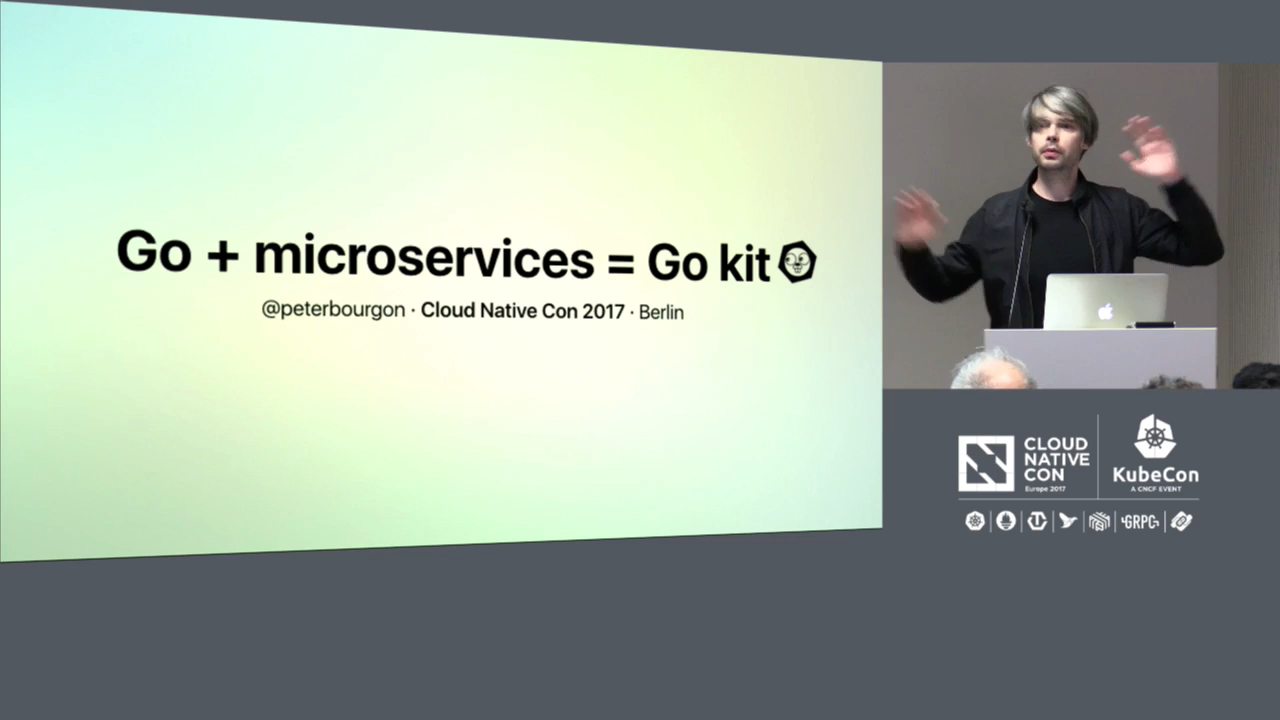 Go + microservices = Go kit
@peterbourgon · Cloud Native Con 2017 · Berlin
CLOUD
NATIVE
CON
Europe 2017
KubeCon
A CNCF EVENT
GRPC